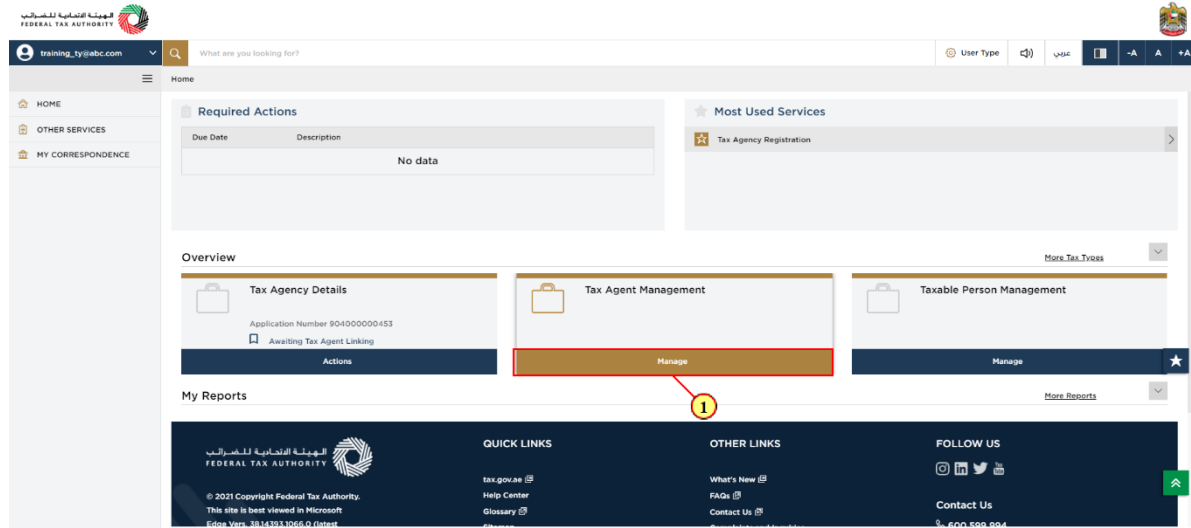 الهيئة الاتحادية للضرائب
FEDERAL TAX AUTHORITY
training_ty@abc.com
What are you looking for?
User Type
عربي
-A
A
+A
Home
HOME
OTHER SERVICES
MY CORRESPONDENCE
Required Actions
Due Date Description
No data
Most Used Services
Tax Agency Registration
Overview
More Tax Types
Tax Agency Details
Application Number 904000000453
Awaiting Tax Agent Linking
Actions
Tax Agent Management
Manage
Taxable Person Management
Manage
1
My Reports
More Reports
الهيئة الاتحادية للضرائب
FEDERAL TAX AUTHORITY
© 2021 Copyright Federal Tax Authority.
This site is best viewed in Microsoft
Edge Vers. 38.14393.1066.0 (latest
QUICK LINKS
tax.gov.ae
Help Center
Glossary
Sitemap
OTHER LINKS
What's New
FAQs
Contact Us
Complaints and Inquiries
FOLLOW US
Contact Us
600 599 994